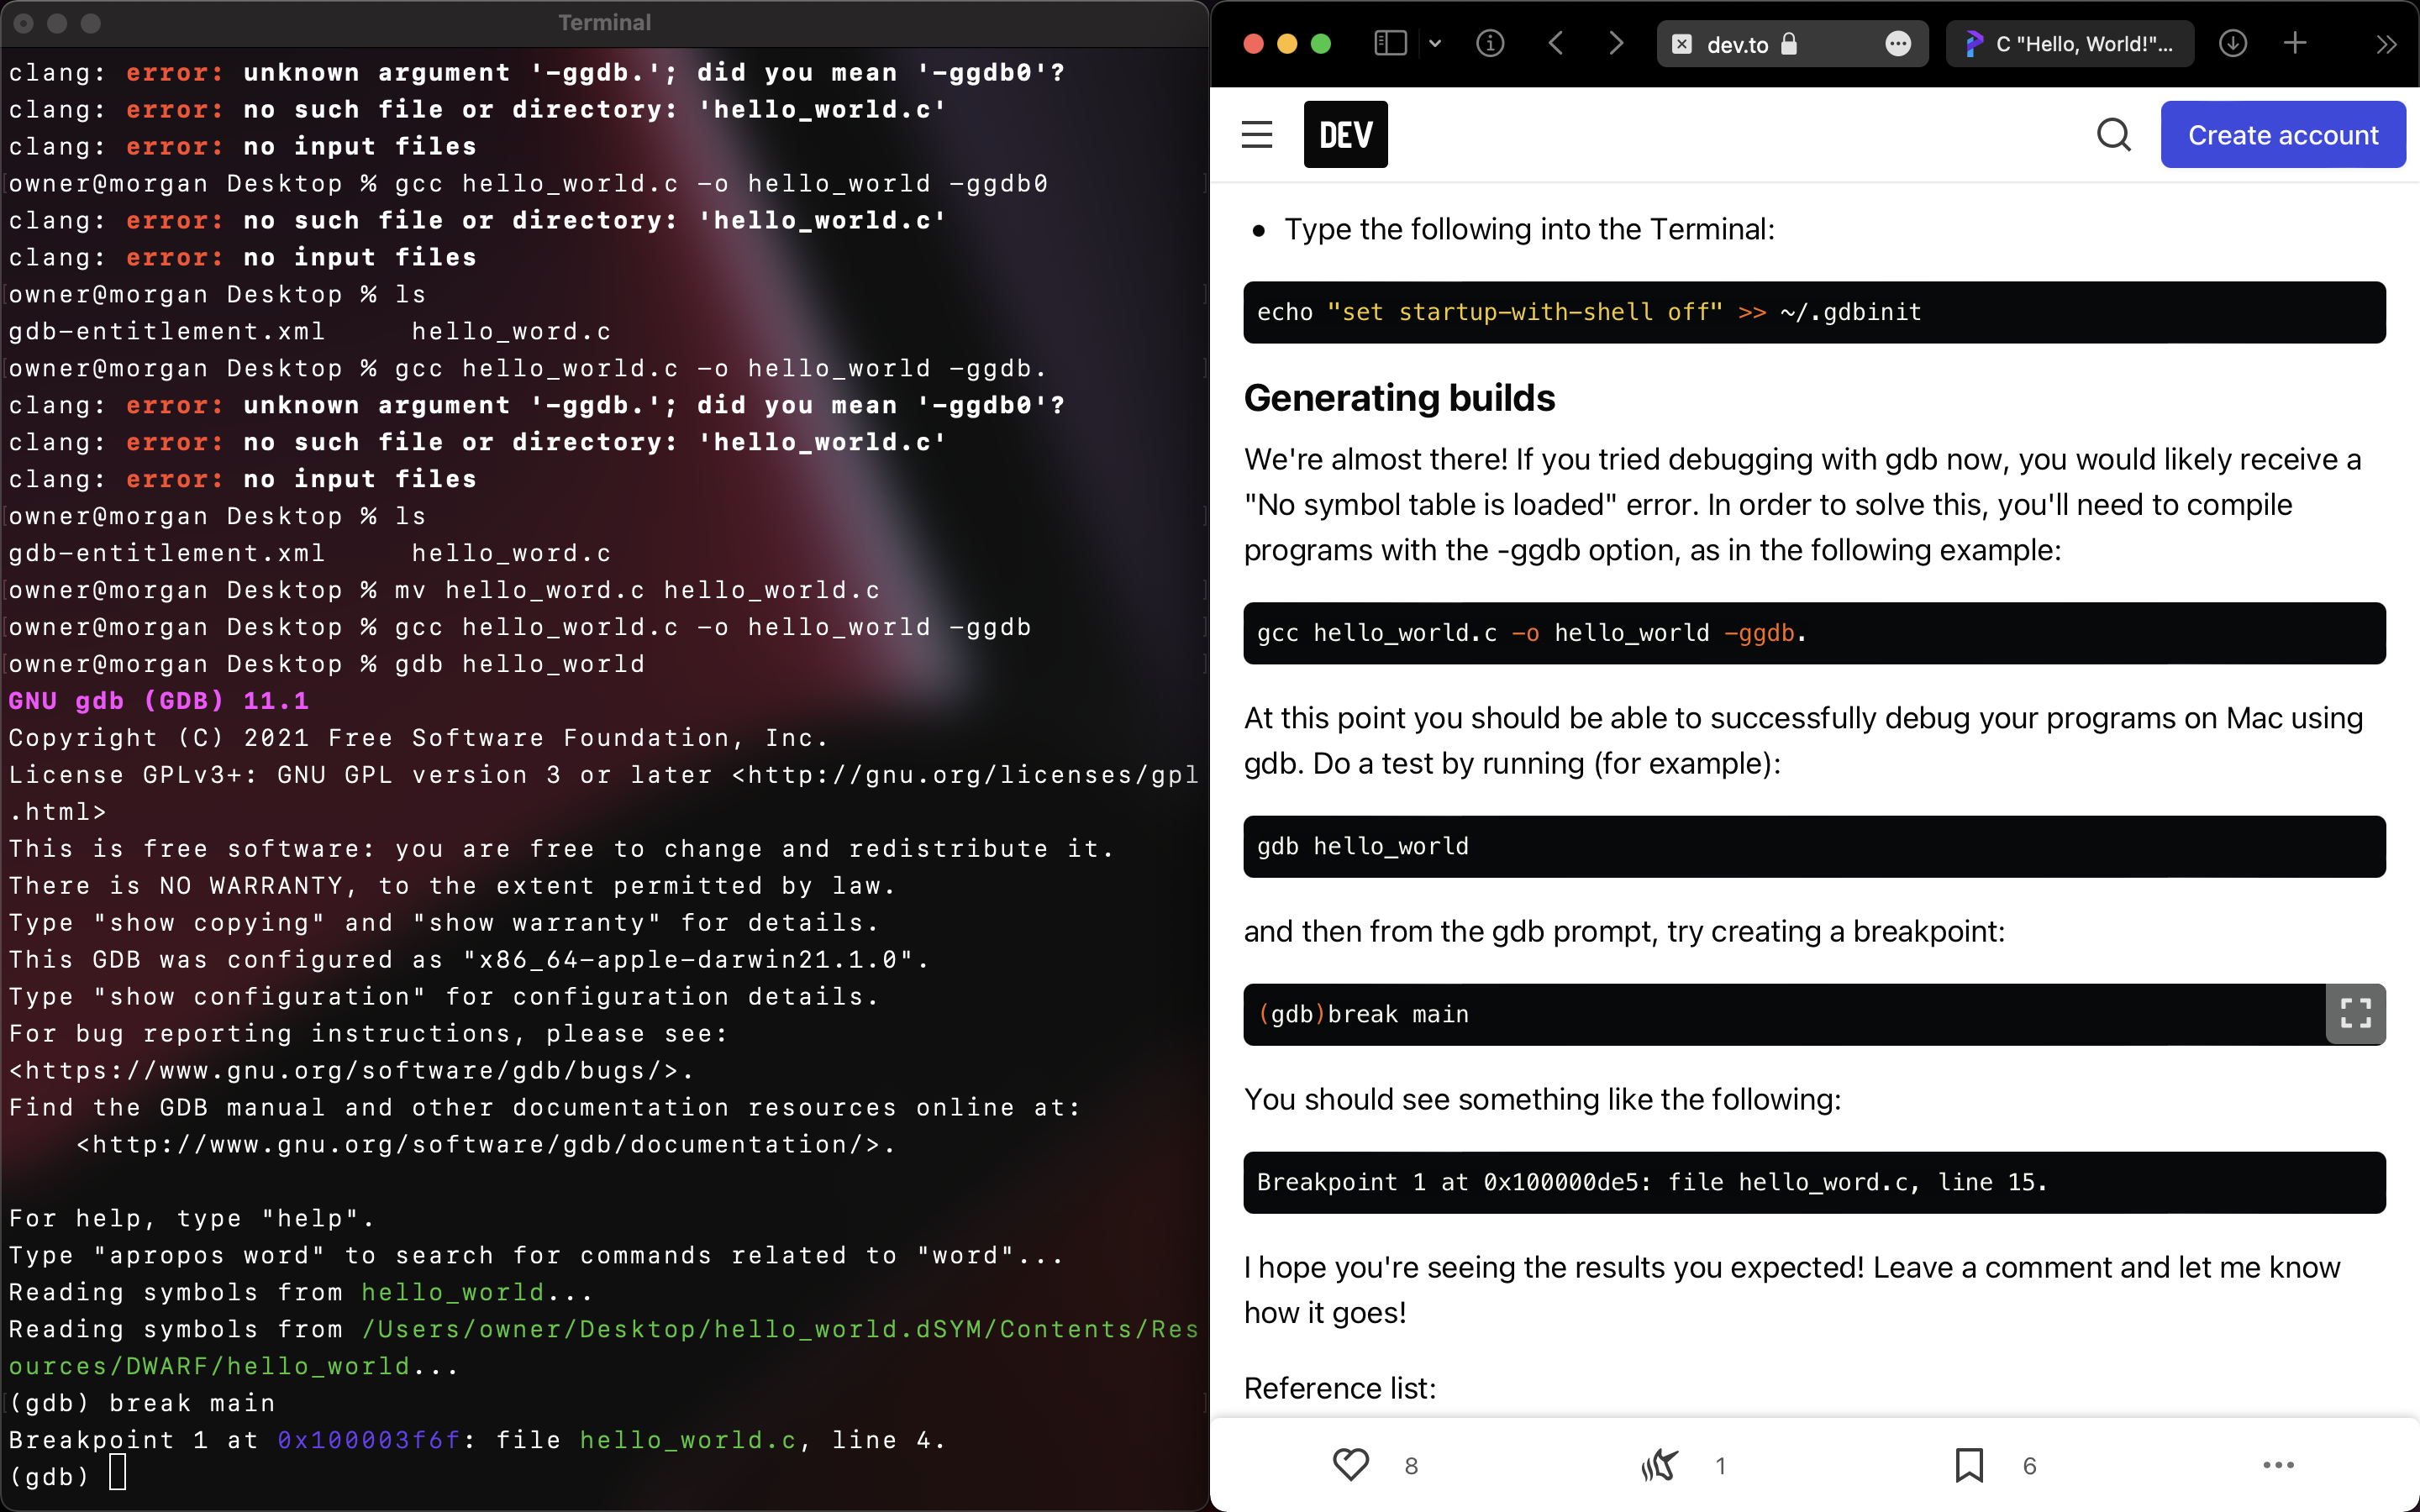 Terminal
clang: error: unknown argument '-ggdb.'; did you mean '-ggdb0'?
clang: error: no such file or directory: 'hello_world.c'
clang: error: no input files
owner@morgan Desktop % gcc hello_world.c -o hello_world -ggdb0
clang: error: no such file or directory: 'hello_world.c'
clang: error: no input files
owner@morgan Desktop % ls
gdb-entitlement.xml     hello_word.c
owner@morgan Desktop % gcc hello_world.c -o hello_world -ggdb.
clang: error: unknown argument '-ggdb.'; did you mean '-ggdb0'?
clang: error: no such file or directory: 'hello_world.c'
clang: error: no input files
owner@morgan Desktop % ls
gdb-entitlement.xml     hello_word.c
owner@morgan Desktop % mv hello_word.c hello_world.c
owner@morgan Desktop % gcc hello_world.c -o hello_world -ggdb
owner@morgan Desktop % gdb hello_world
GNU gdb (GDB) 11.1
Copyright (C) 2021 Free Software Foundation, Inc.
License GPLv3+: GNU GPL version 3 or later <http://gnu.org/licenses/gpl
.html>
This is free software: you are free to change and redistribute it.
There is NO WARRANTY, to the extent permitted by law.
Type "show copying" and "show warranty" for details.
This GDB was configured as "x86_64-apple-darwin21.1.0".
Type "show configuration" for configuration details.
For bug reporting instructions, please see:
<https://www.gnu.org/software/gdb/bugs/>.
Find the GDB manual and other documentation resources online at:
    <http://www.gnu.org/software/gdb/documentation/>.
For help, type "help".
Type "apropos word" to search for commands related to "word"...
Reading symbols from hello_world...
Reading symbols from /Users/owner/Desktop/hello_world.dSYM/Contents/Res
ources/DWARF/hello_world...
(gdb) break main
Breakpoint 1 at 0x100003f6f: file hello_world.c, line 4.
(gdb)
dev.to
C "Hello, World!"...
DEV
Create account
• Type the following into the Terminal:
echo "set startup-with-shell off" >> ~/.gdbinit
Generating builds
We're almost there! If you tried debugging with gdb now, you would likely receive a
"No symbol table is loaded" error. In order to solve this, you'll need to compile
programs with the -ggdb option, as in the following example:
gcc hello_world.c -o hello_world -ggdb.
At this point you should be able to successfully debug your programs on Mac using
gdb. Do a test by running (for example):
gdb hello_world
and then from the gdb prompt, try creating a breakpoint:
(gdb)break main
You should see something like the following:
Breakpoint 1 at 0x100000de5: file hello_word.c, line 15.
I hope you're seeing the results you expected! Leave a comment and let me know
how it goes!
Reference list:
8
1
6